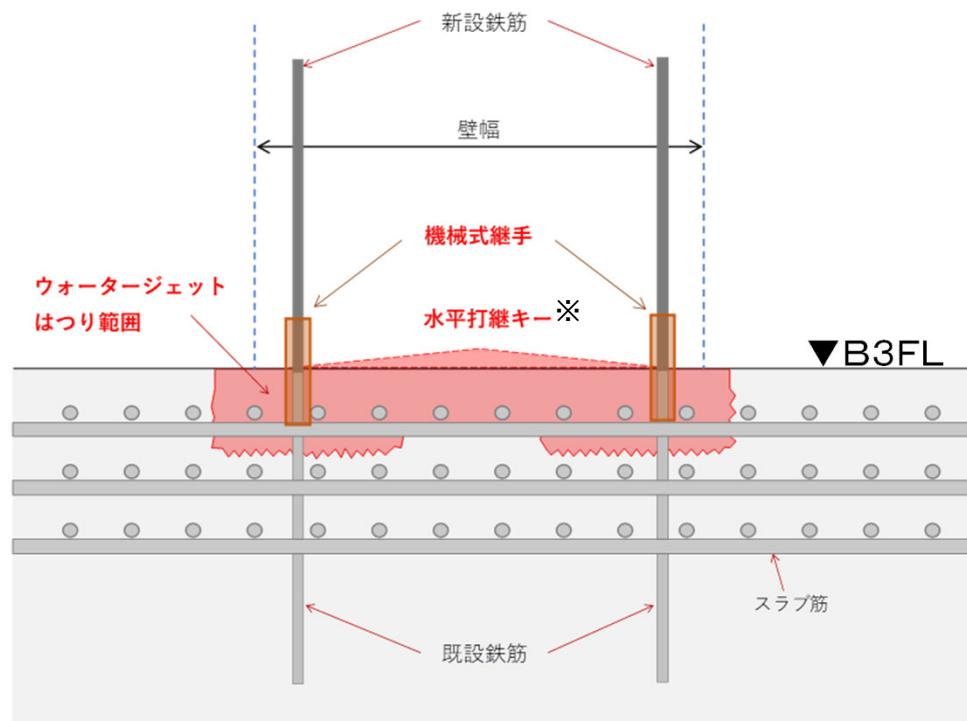 新設鉄筋
壁幅
機械式継手
ウォータージェット
はつり範囲
水平打継キー※
▼B3FL
スラブ筋
既設鉄筋